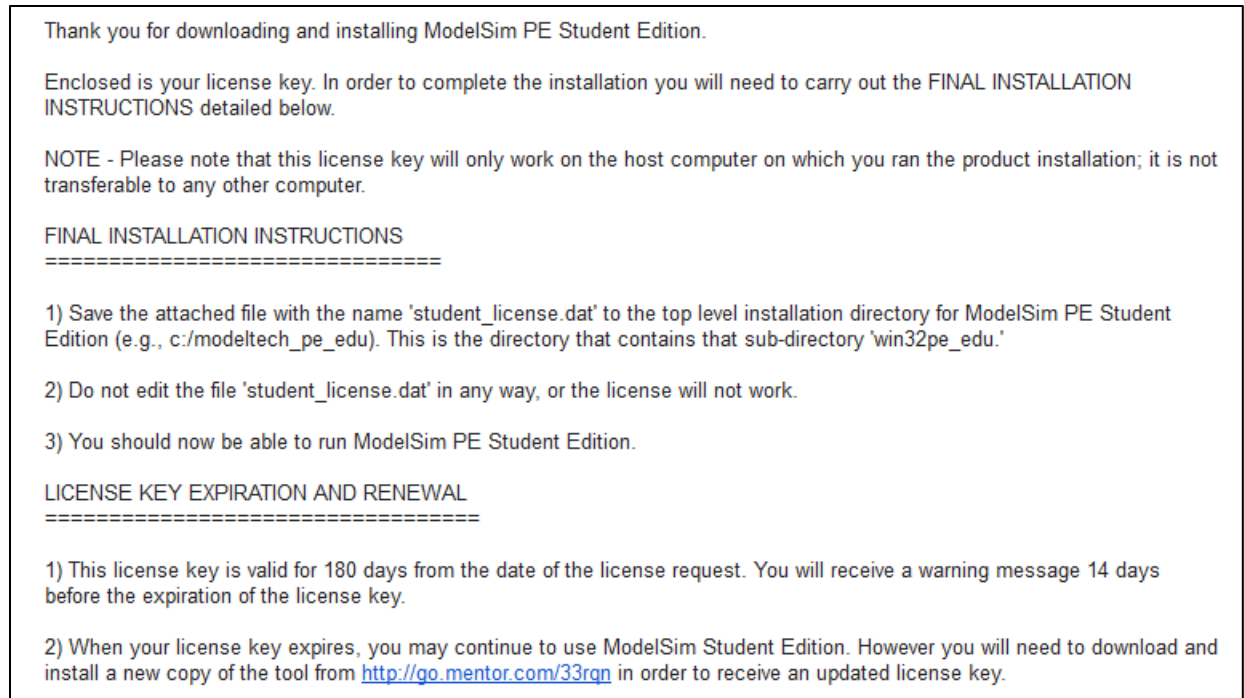 Thank you for downloading and installing ModelSim PE Student Edition.
Enclosed is your license key. In order to complete the installation you will need to carry out the FINAL INSTALLATION
INSTRUCTIONS detailed below.
NOTE - Please note that this license key will only work on the host computer on which you ran the product installation; it is not
transferable to any other computer.
FINAL INSTALLATION INSTRUCTIONS
===============================
1) Save the attached file with the name 'student_license.dat' to the top level installation directory for ModelSim PE Student
Edition (e.g., c:/modeltech_pe_edu). This is the directory that contains that sub-directory 'win32pe_edu.'
2) Do not edit the file 'student_license.dat' in any way, or the license will not work.
3) You should now be able to run ModelSim PE Student Edition.
LICENSE KEY EXPIRATION AND RENEWAL
==================================
1) This license key is valid for 180 days from the date of the license request. You will receive a warning message 14 days
before the expiration of the license key.
2) When your license key expires, you may continue to use ModelSim Student Edition. However you will need to download and
install a new copy of the tool from http://go.mentor.com/33rqn in order to receive an updated license key.